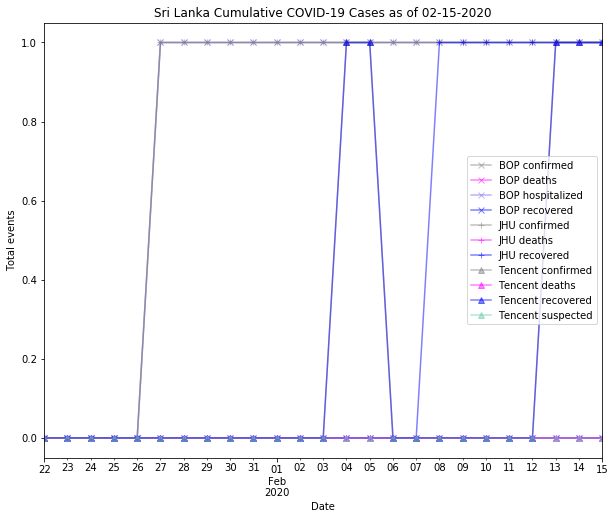 Sri Lanka Cumulative COVID-19 Cases as of 02-15-2020
1.0
0.8
0.6
0.4
0.2
0.0
Total events
BOP confirmed
BOP deaths
BOP hospitalized
BOP recovered
JHU confirmed
JHU deaths
JHU recovered
Tencent confirmed
Tencent deaths
Tencent recovered
Tencent suspected
22 23 24 25 26 27 28 29 30 31 01 02 03 04 05 06 07 08 09 10 11 12 13 14 15
Feb
2020
Date